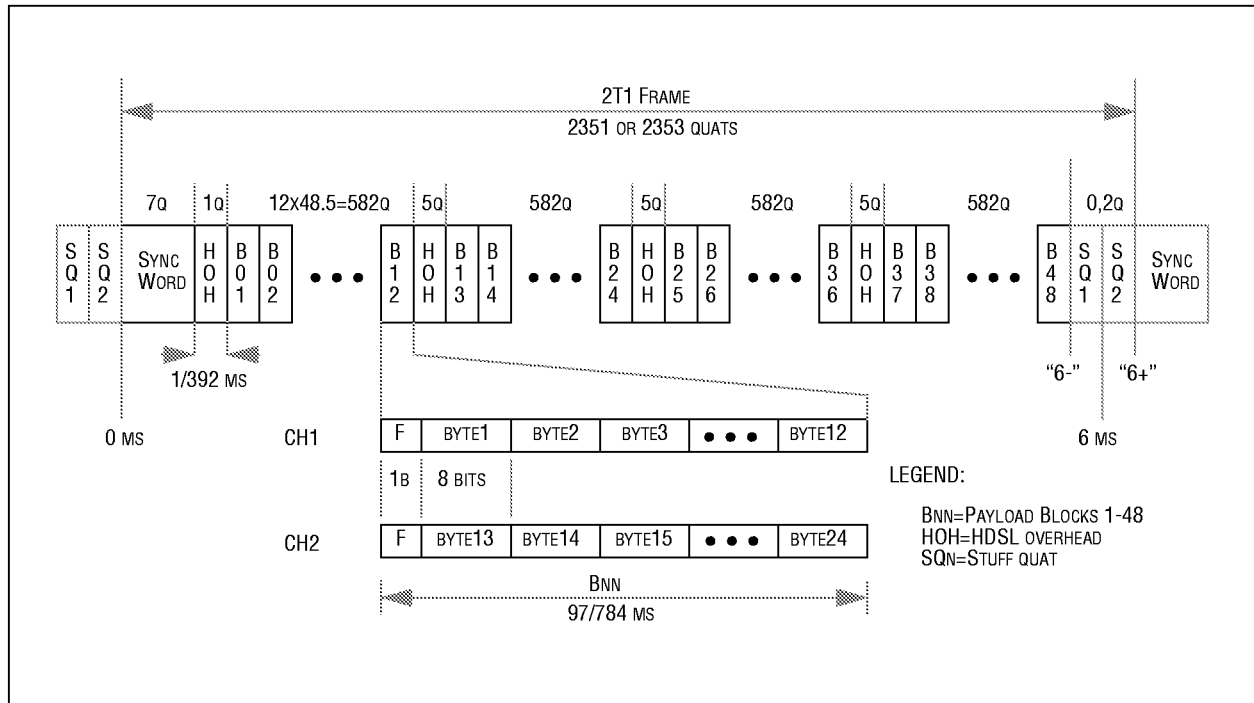 2T1 FRAME
2351 OR 2353 QUATS
7Q 1Q 12x48.5=582Q 5Q 582Q 5Q 582Q 5Q 582Q 0,2Q
SQ1 SQ2 SYNC WORD HOH B01 B02 ●●● B12 HOH B13 B14 ●●● B24 HOH B25 B26 ●●● B36 HOH B37 B38 ●●● B48 SQ1 SQ2 SYNC WORD
1/392 MS
"6-" "6+"
0 MS
6 MS
CH1 F BYTE1 BYTE2 BYTE3 ●●● BYTE12
1B 8 BITS
CH2 F BYTE13 BYTE14 BYTE15 ●●● BYTE24
BNN
97/784 MS
LEGEND:
BNN=PAYLOAD BLOCKS 1-48
HOH=HDSL OVERHEAD
SQN=STUFF QUAT